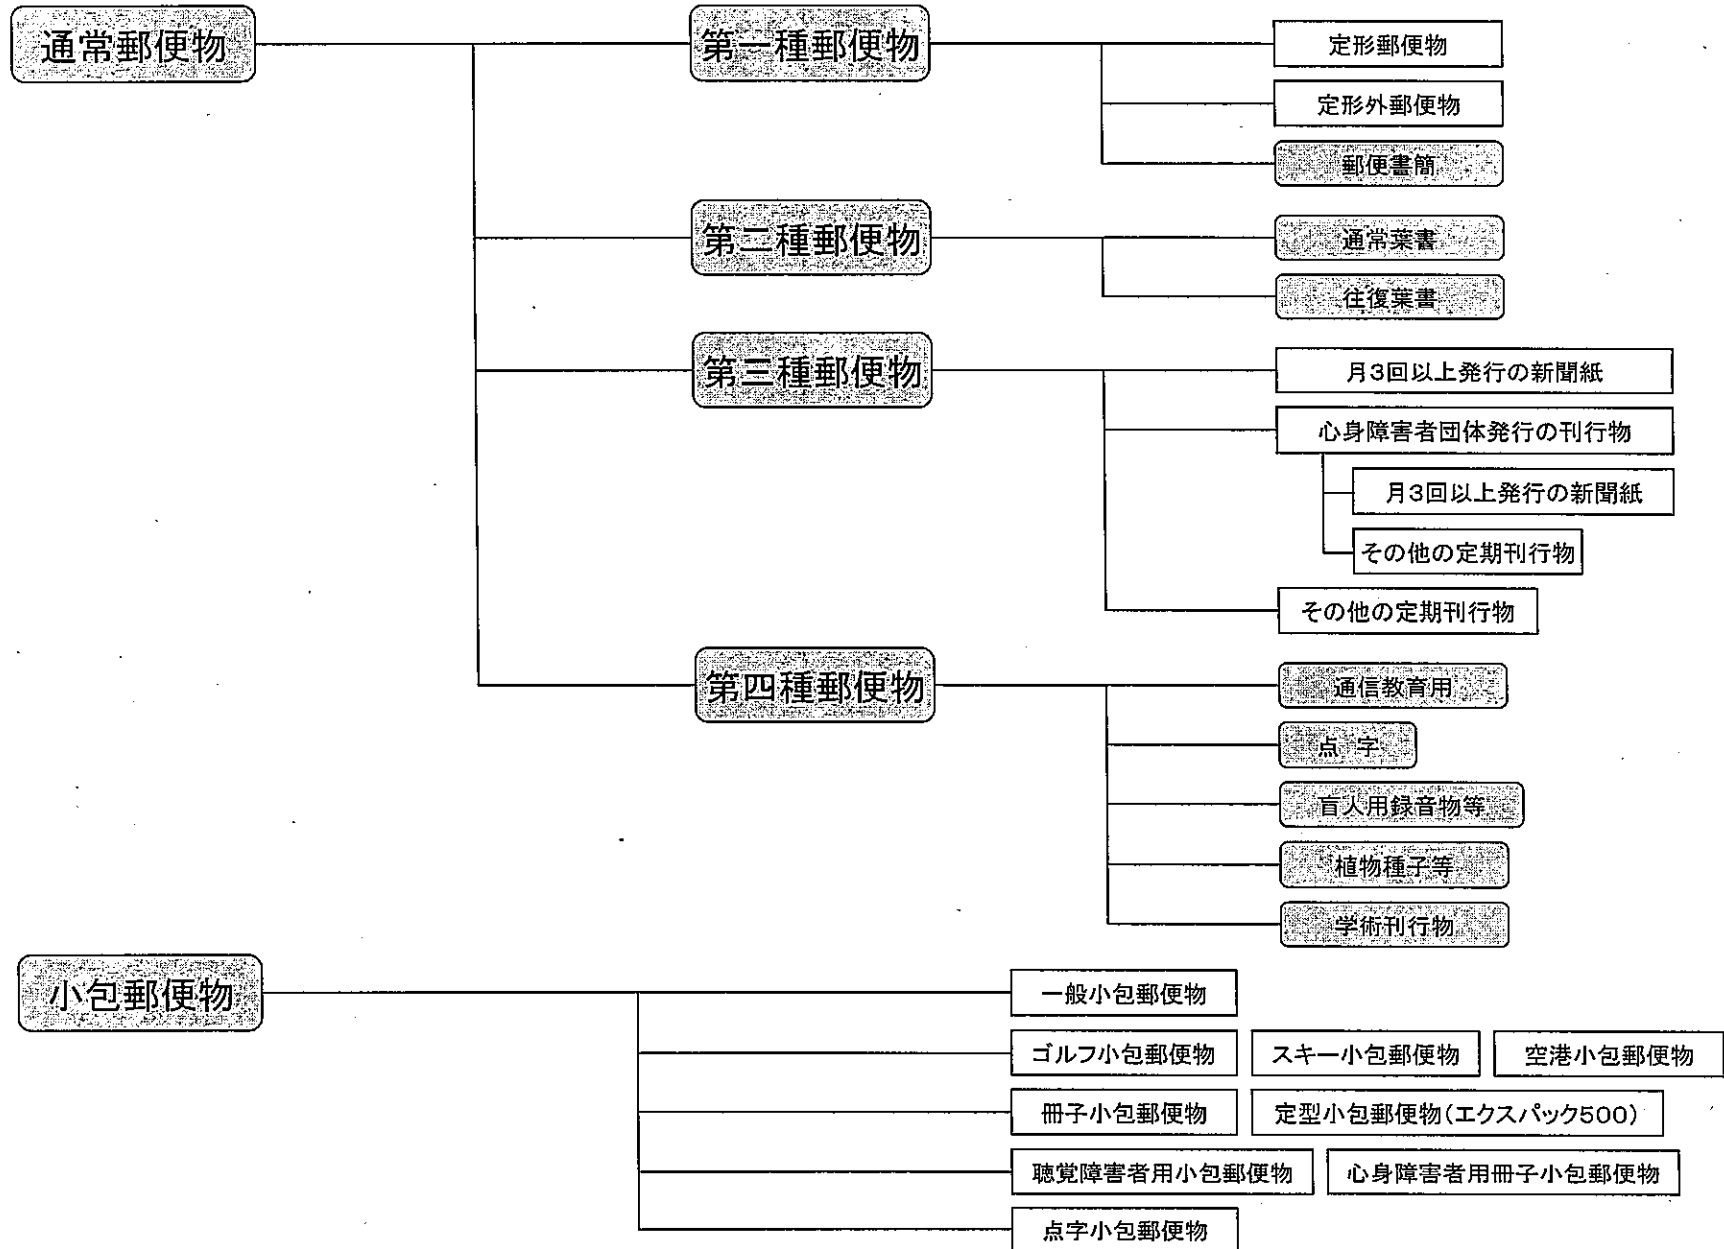 通常郵便物
第一種郵便物
定形郵便物
定形外郵便物
郵便書簡
第二種郵便物
通常葉書
往復葉書
第三種郵便物
月3回以上発行の新聞紙
心身障害者団体発行の刊行物
月3回以上発行の新聞紙
その他の定期刊行物
その他の定期刊行物
第四種郵便物
通信教育用
点 字
盲人用録音物等
植物種子等
学術刊行物
小包郵便物
一般小包郵便物
ゴルフ小包郵便物 スキー小包郵便物 空港小包郵便物
冊子小包郵便物 定型小包郵便物(エクスパック500)
聴覚障害者用小包郵便物 心身障害者用冊子小包郵便物
点字小包郵便物